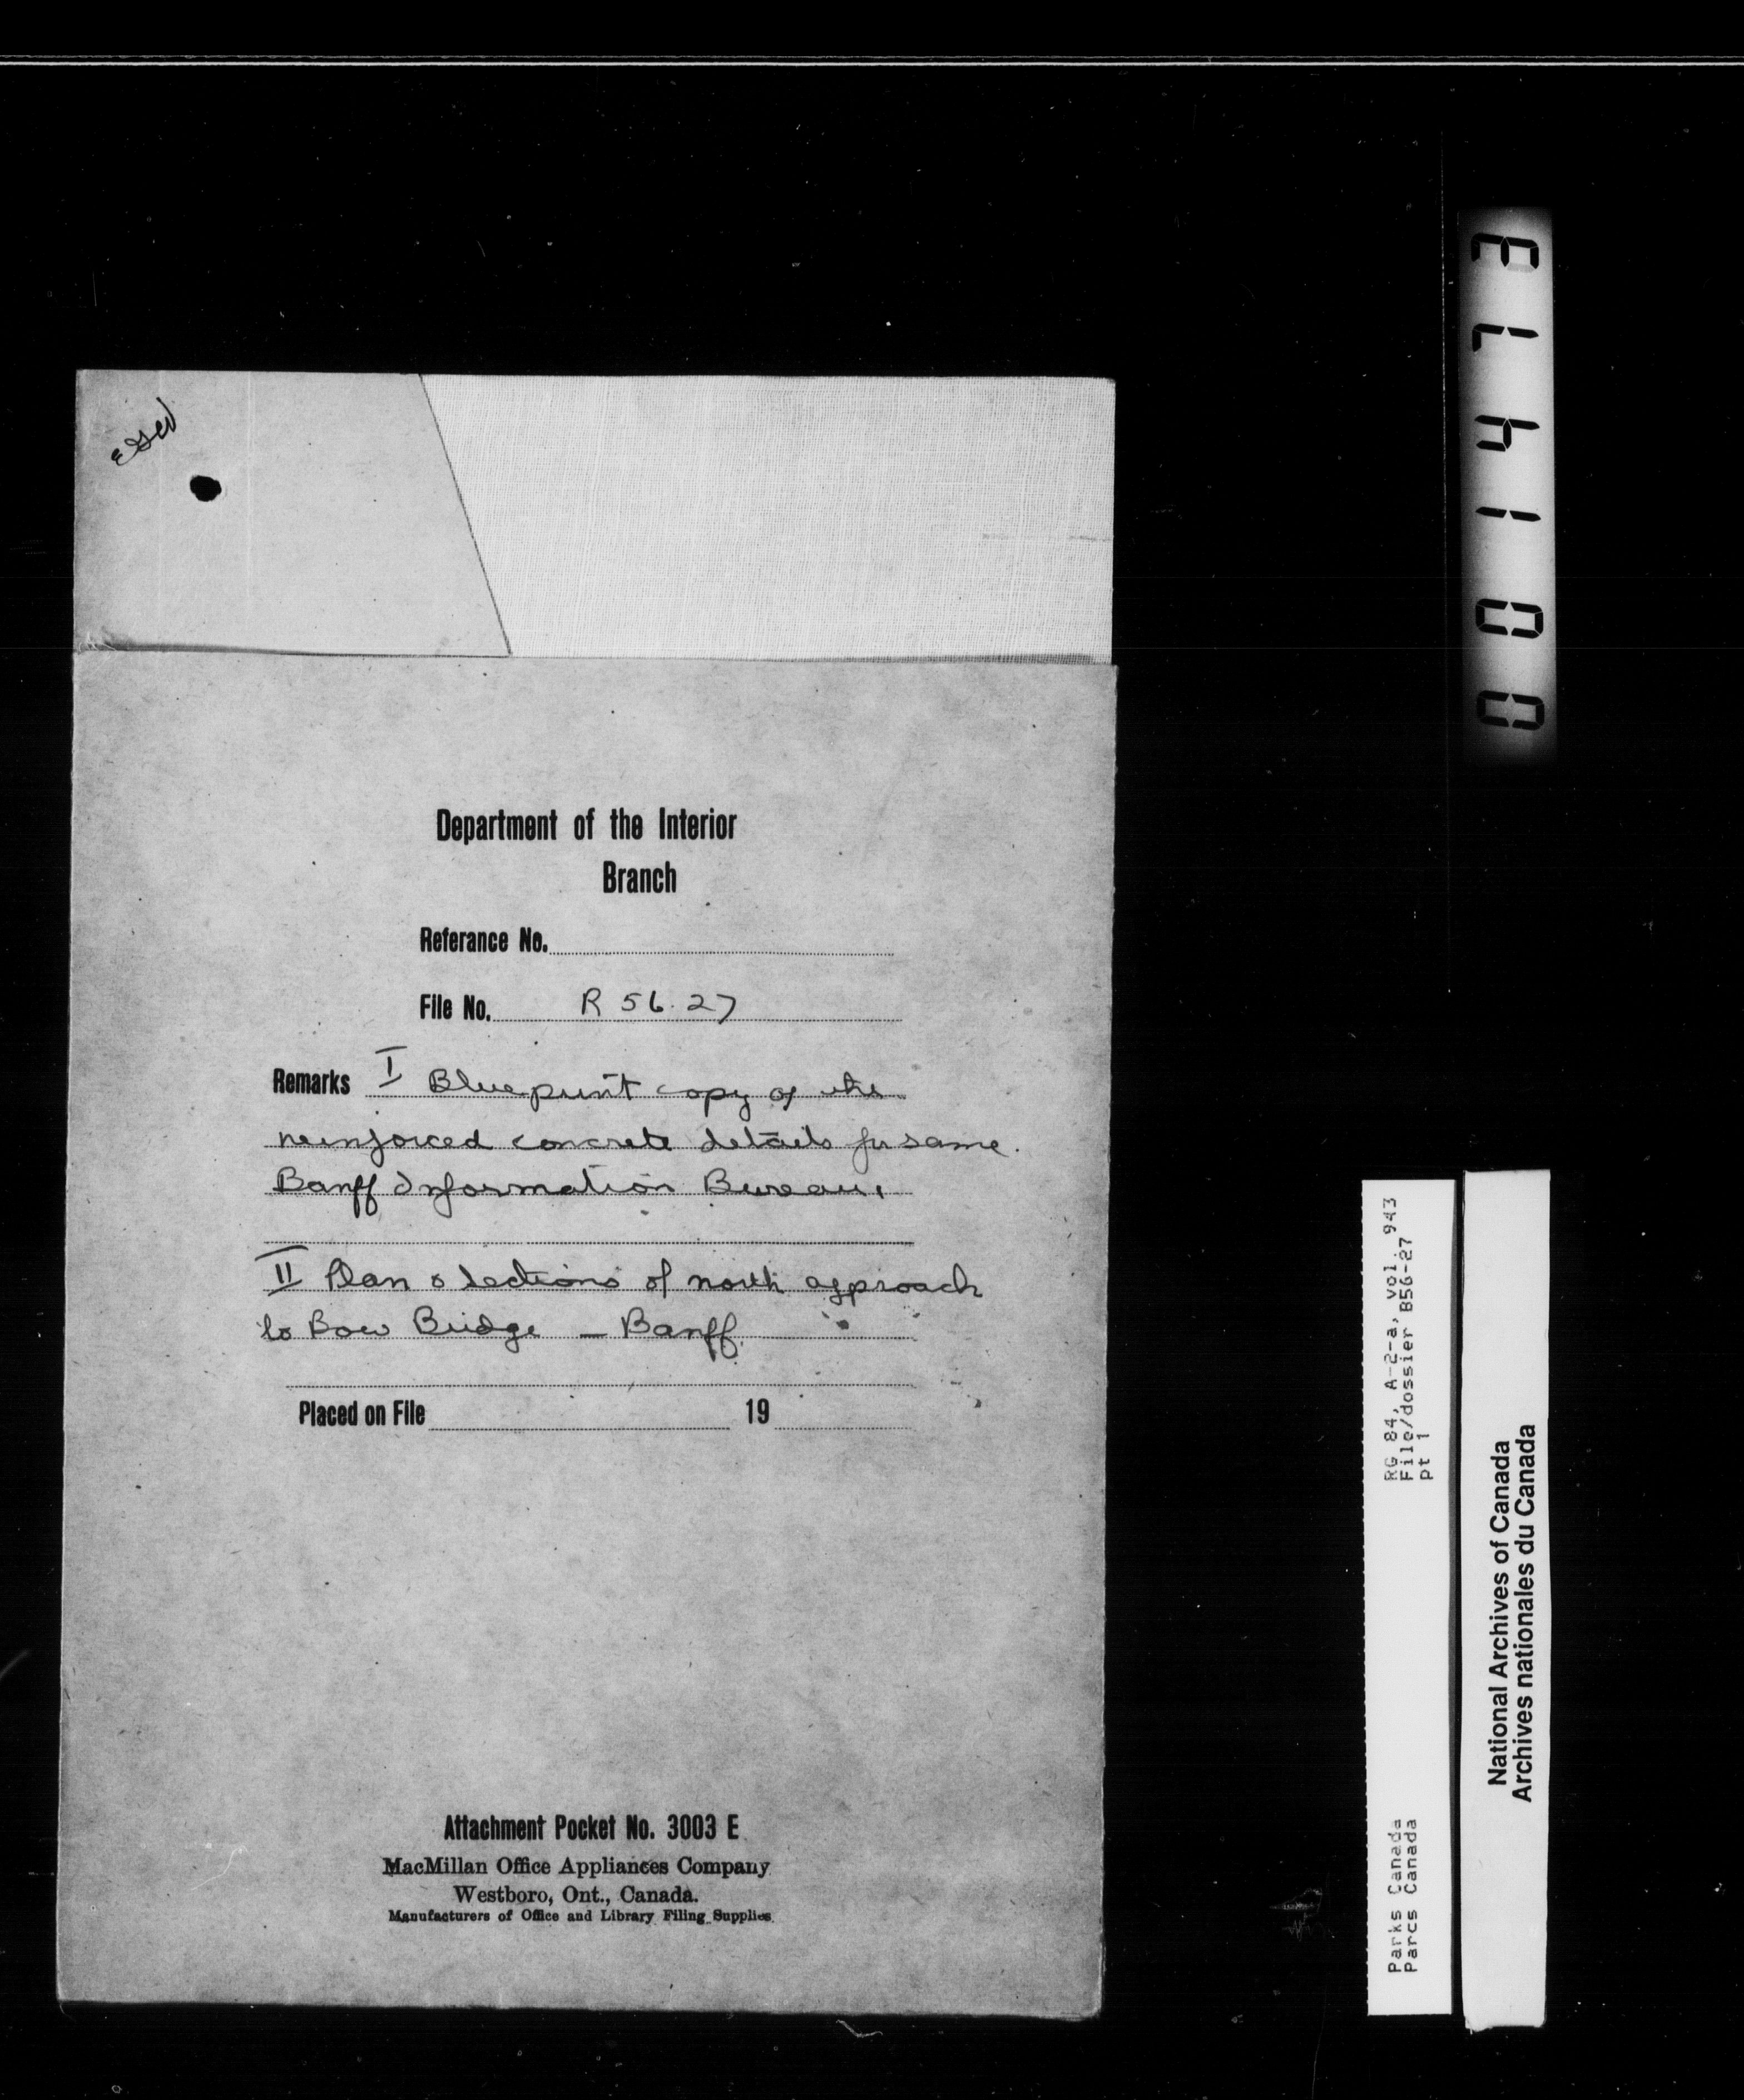 Department of the Interior
Branch
Referance No.
File No. R 56.27
Remarks I Blueprint copy of the
reinforced concrete details for same.
Banff Information Bureau.
II Plan & Sections of north approach
to Bow Bridge — Banff.
Placed on File 19
Attachment Pocket No. 3003 E
MacMillan Office Appliances Company
Westboro, Ont., Canada.
Manufacturers of Office and Library Filing Supplies
001473
RG 84, A-2-a, vol. 943
File/dossier B56-27
pt 1
Parks Canada
Parcs Canada
National Archives of Canada
Archives nationales du Canada